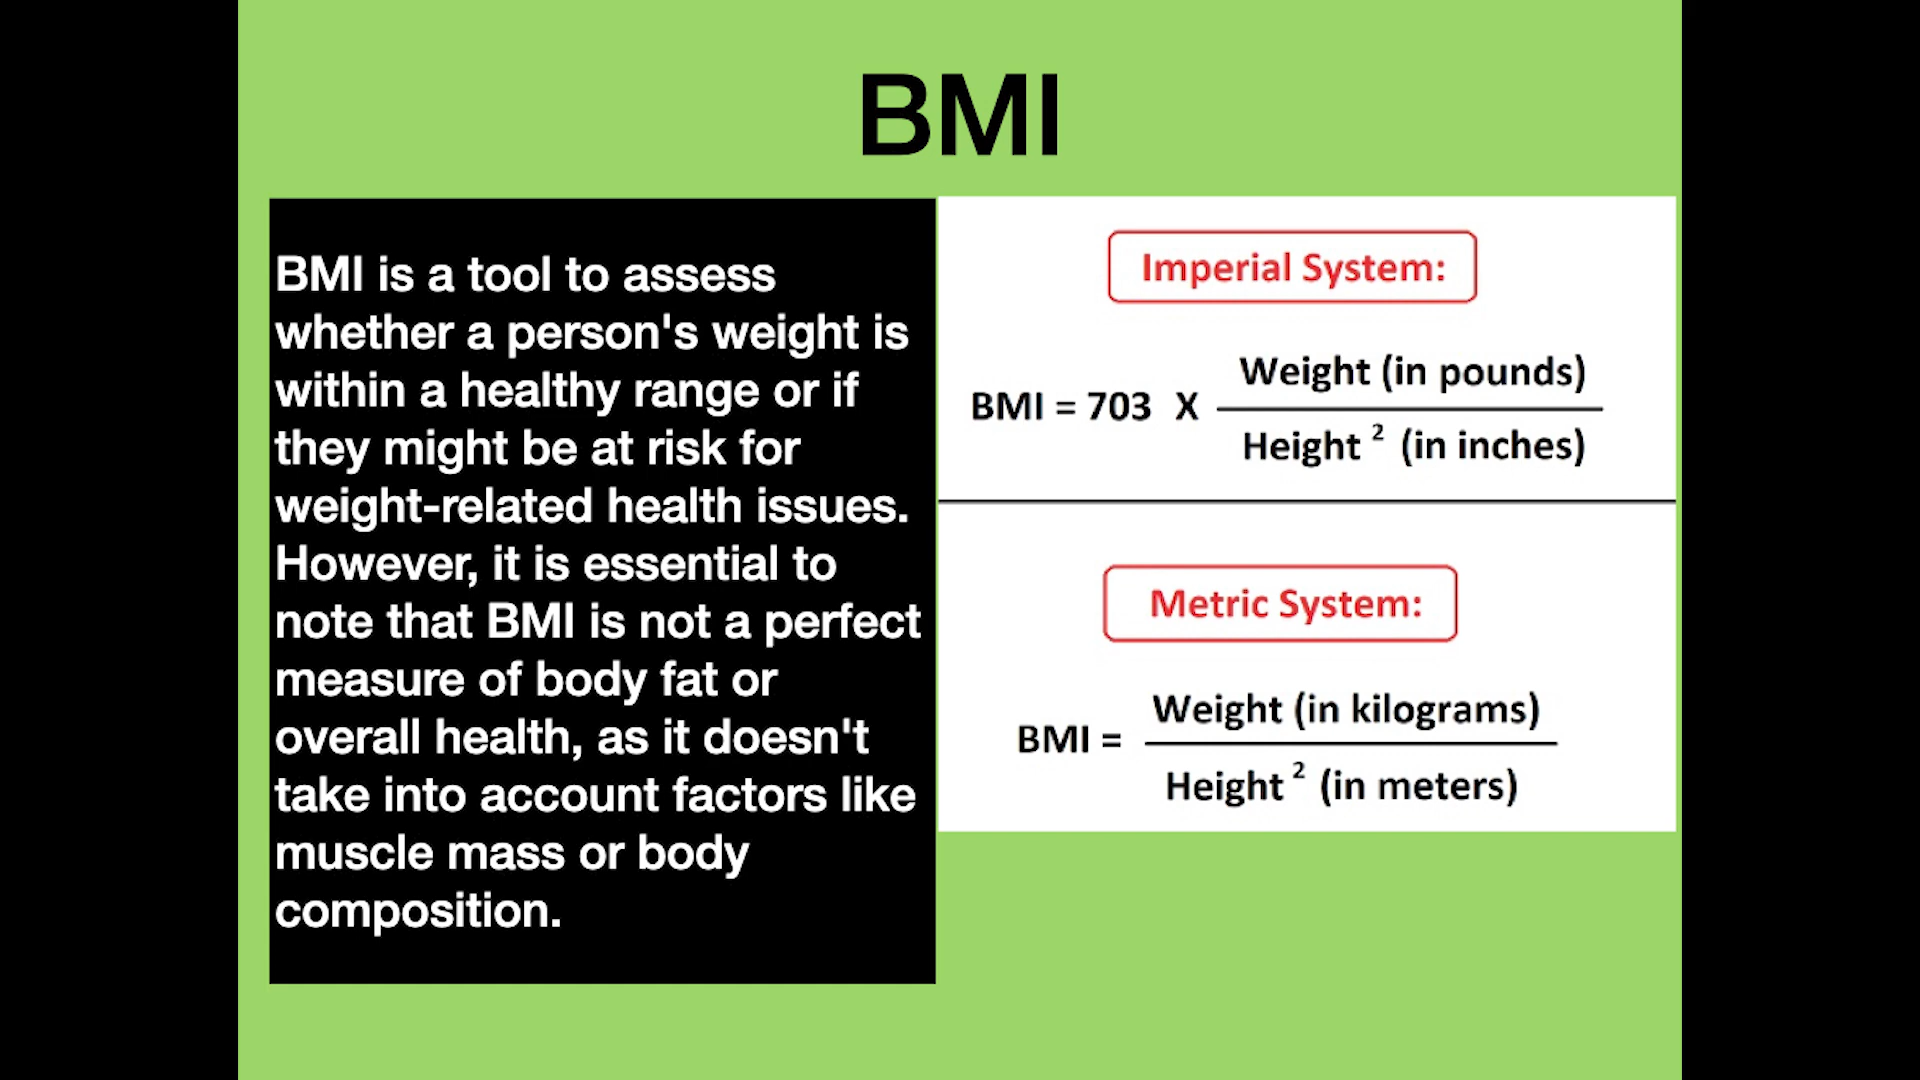 BMI
BMI is a tool to assess
whether a person's weight is
within a healthy range or if
they might be at risk for
weight-related health issues.
However, it is essential to
note that BMI is not a perfect
measure of body fat or
overall health, as it doesn't
take into account factors like
muscle mass or body
composition.
Imperial System:
BMI = 703 X Weight (in pounds)
Height ² (in inches)
Metric System:
BMI = Weight (in kilograms)
Height ² (in meters)